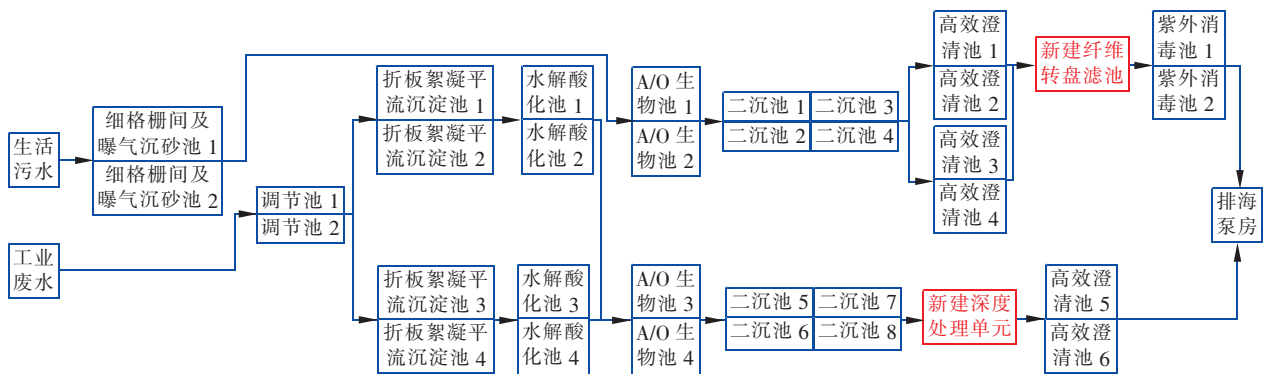 生活
污水
工业
废水
细格栅间及
曝气沉砂池 1
细格栅间及
曝气沉砂池 2
调节池 1
调节池 2
折板絮凝平
流沉淀池 1
折板絮凝平
流沉淀池 2
折板絮凝平
流沉淀池 3
折板絮凝平
流沉淀池 4
水解酸
化池 1
水解酸
化池 2
水解酸
化池 3
水解酸
化池 4
A/O 生
物池 1
A/O 生
物池 2
A/O 生
物池 3
A/O 生
物池 4
二沉池 1
二沉池 3
二沉池 2
二沉池 4
二沉池 5
二沉池 7
二沉池 6
二沉池 8
高效澄
清池 1
高效澄
清池 2
高效澄
清池 3
高效澄
清池 4
新建纤维
转盘滤池
新建深度
处理单元
高效澄
清池 5
高效澄
清池 6
紫外消
毒池 1
紫外消
毒池 2
排海
泵房